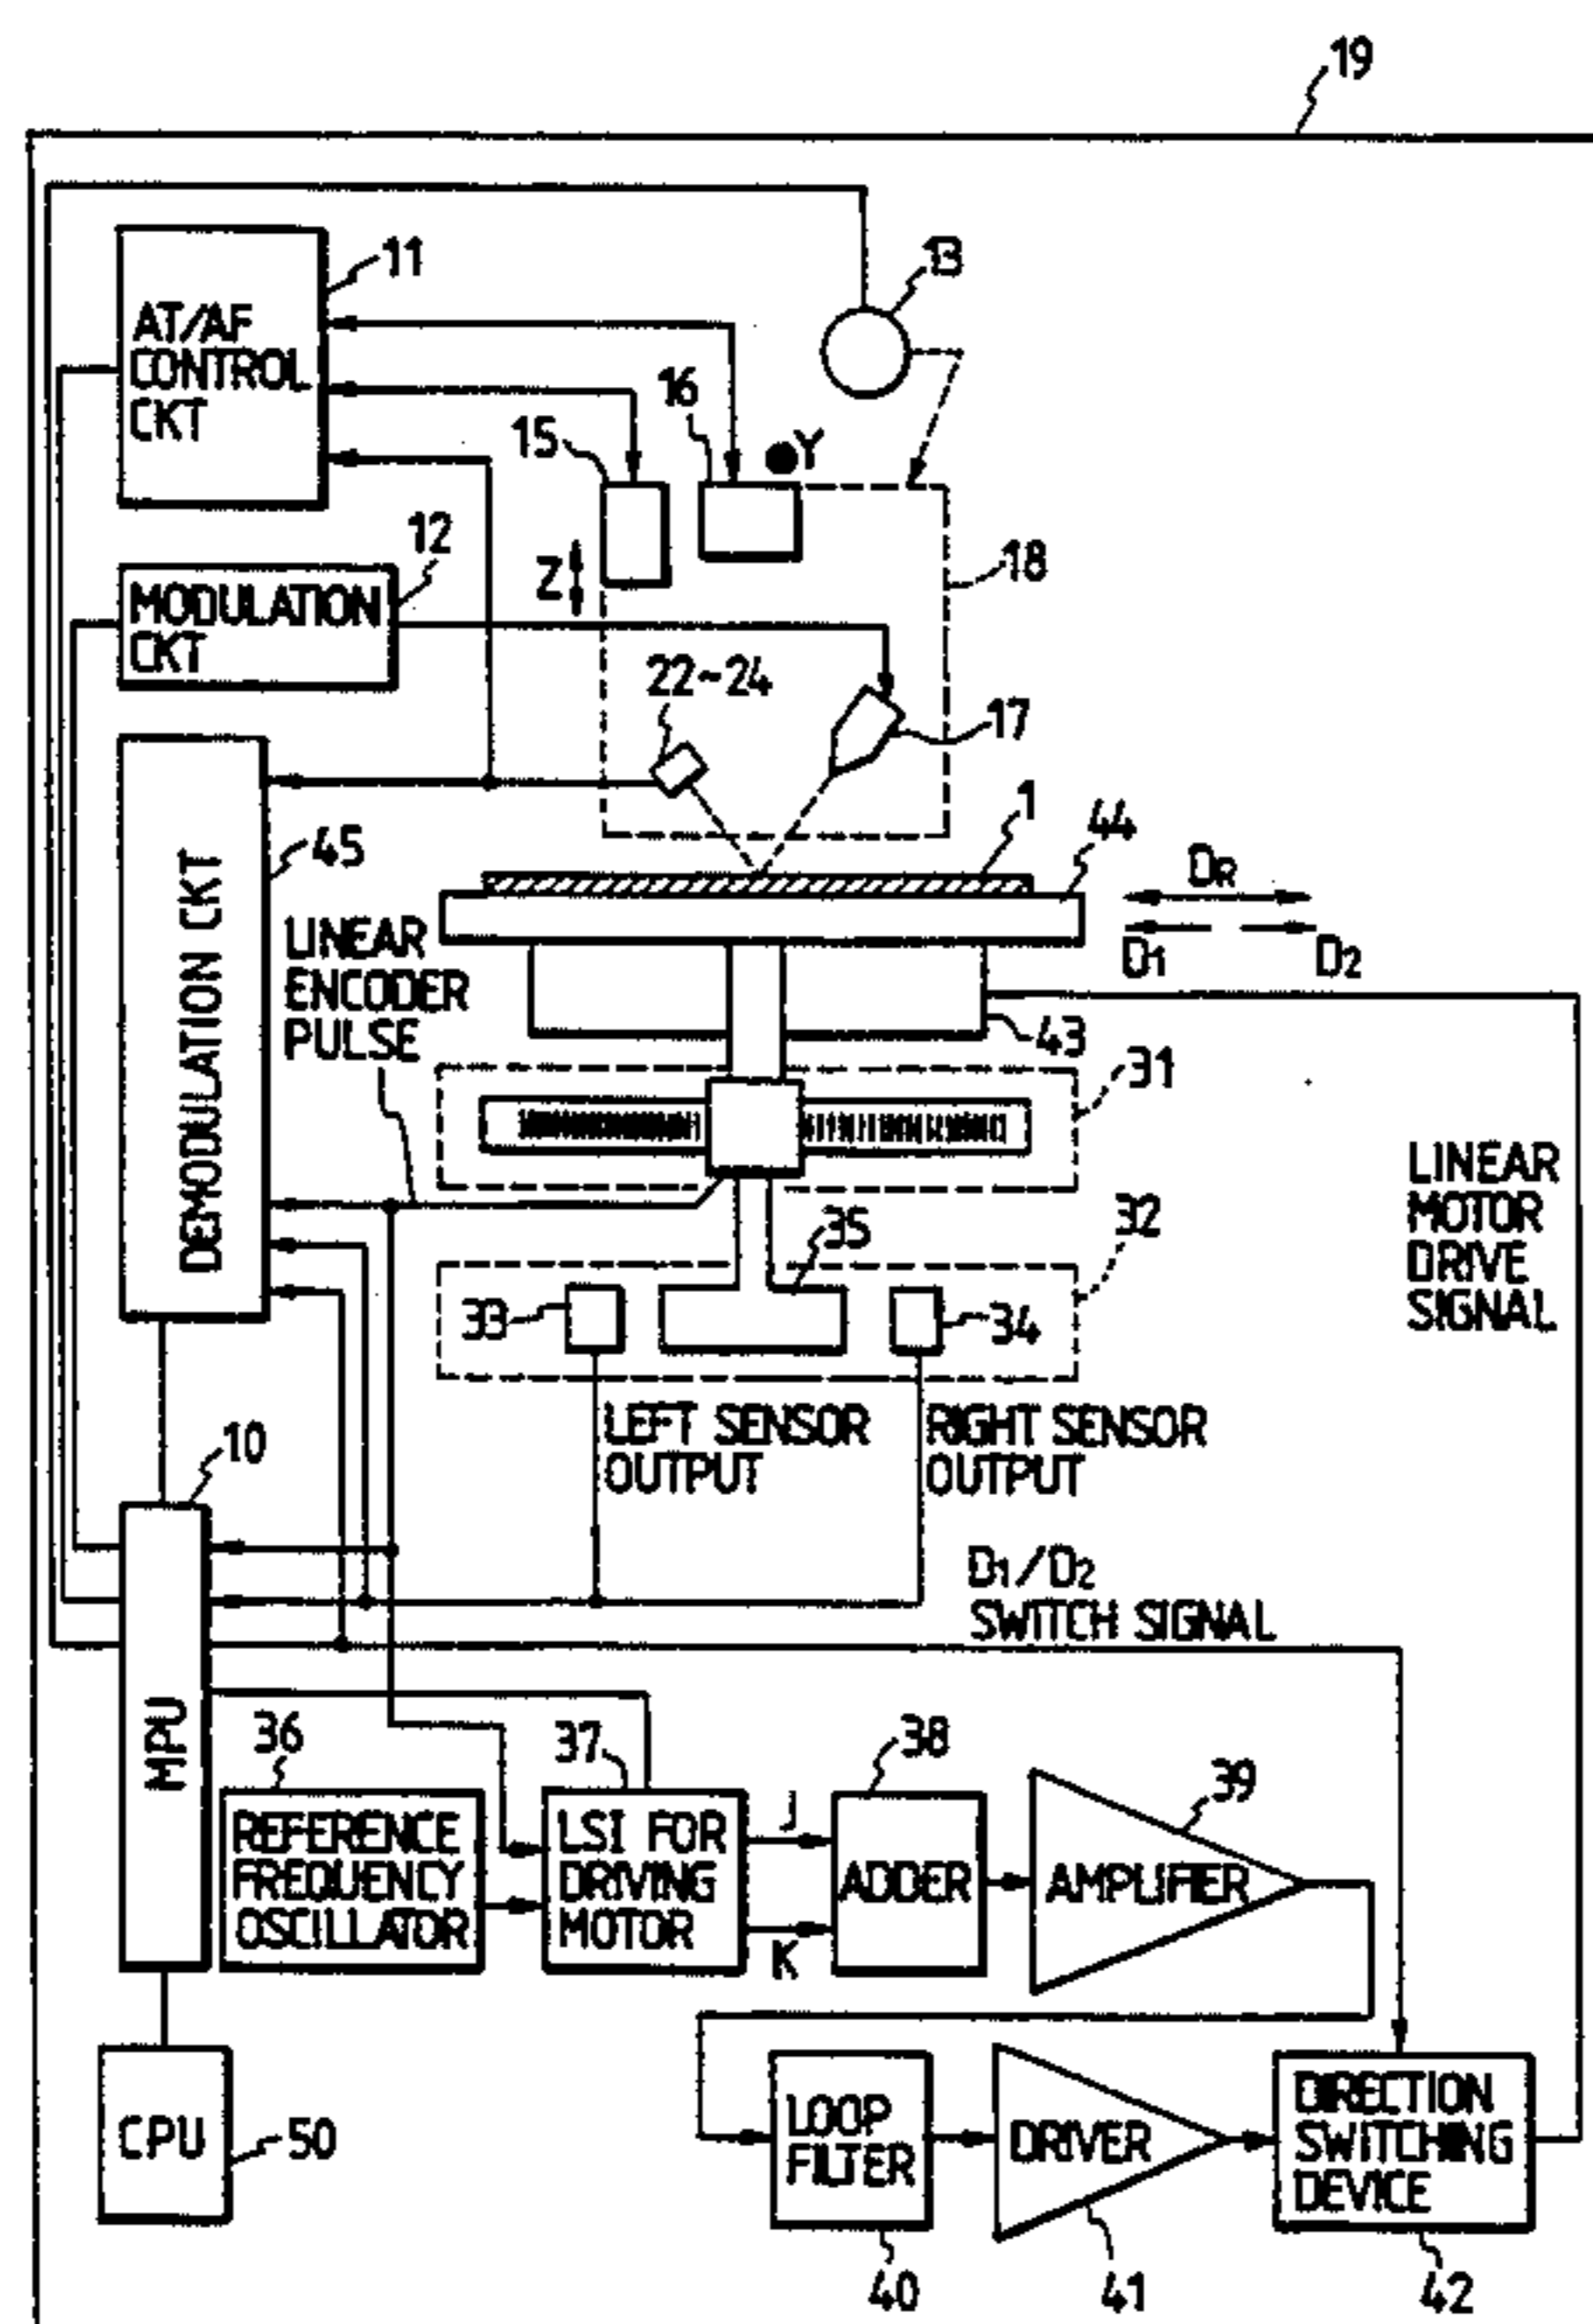 19
11
13
AT/AF
CONTROL
CKT
16
15
Y
12
18
Z
MODULATION
CKT
22~24
17
1
44
45
DR
D1
D2
DEMODULATION CKT
LINEAR
ENCODER
PULSE
43
31
LINEAR
MOTOR
DRIVE
SIGNAL
35
32
33
34
LEFT SENSOR
OUTPUT
RIGHT SENSOR
OUTPUT
10
D1/D2
SWITCH SIGNAL
MPU
36
37
38
39
REFERENCE
FREQUENCY
OSCILLATOR
LSI FOR
DRIVING
MOTOR
J
K
ADDER
AMPLIFIER
CPU
50
LOOP
FILTER
DRIVER
DIRECTION
SWITCHING
DEVICE
40
41
42